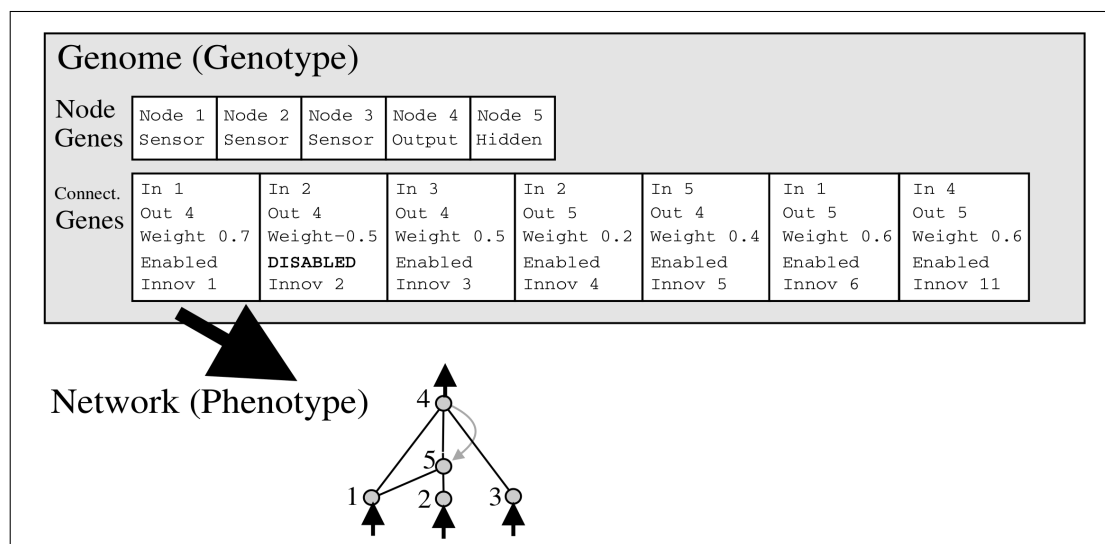 Genome (Genotype)
Node Genes
Node 1 Node 2 Node 3 Node 4 Node 5
Sensor Sensor Sensor Output Hidden
Connect. Genes
In 1 In 2 In 3 In 2 In 5 In 1 In 4
Out 4 Out 4 Out 4 Out 5 Out 4 Out 5 Out 5
Weight 0.7 Weight-0.5 Weight 0.5 Weight 0.2 Weight 0.4 Weight 0.6 Weight 0.6
Enabled DISABLED Enabled Enabled Enabled Enabled Enabled
Innov 1 Innov 2 Innov 3 Innov 4 Innov 5 Innov 6 Innov 11
Network (Phenotype)
4
5
1 2 3